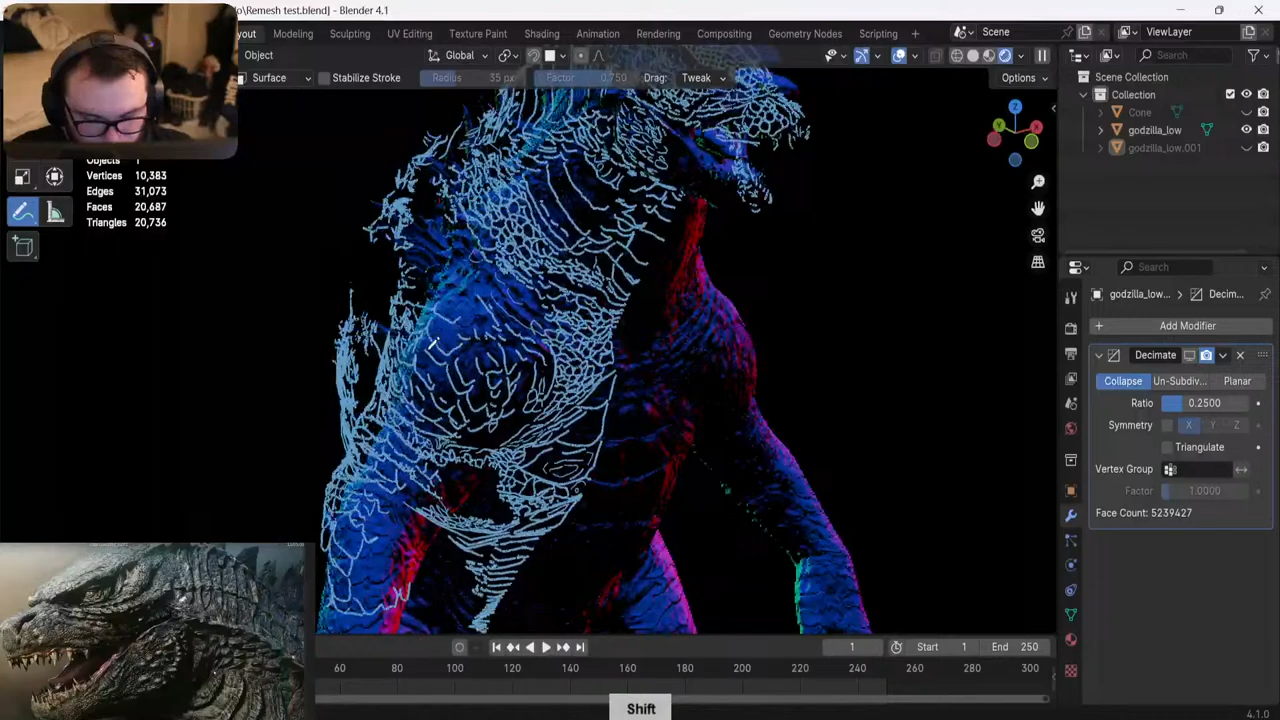 \Remesh test.blend] - Blender 4.1
Modeling Sculpting UV Editing Texture Paint Shading Animation Rendering Compositing Geometry Nodes Scripting + Scene ViewLayer
Object Global
Surface Stabilize Stroke Radius 35 px Factor 0.750 Drag: Tweak Options
Search
Scene Collection
Collection
Cone
godzilla_low
godzilla_low.001
Objects 1
Vertices 10,383
Edges 31,073
Faces 20,687
Triangles 20,736
Z
Y
X
Search
godzilla_low... > Decim...
+ Add Modifier
Decimate
Collapse Un-Subdiv... Planar
Ratio 0.2500
Symmetry X Y Z
Triangulate
Vertex Group
Factor 1.0000
Face Count: 5239427
1 Start 1 End 250
60 80 100 120 140 160 180 200 220 240 260 280 300
Shift
4.1.0